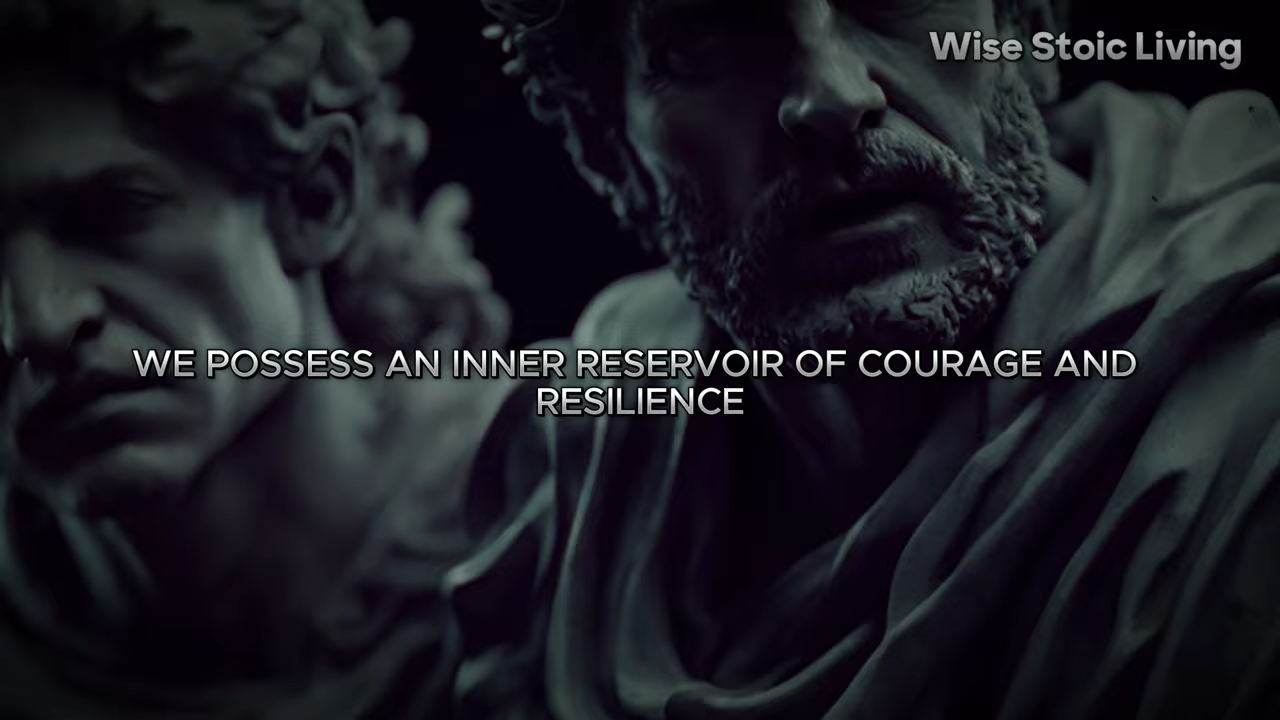 Wise Stoic Living
WE POSSESS AN INNER RESERVOIR OF COURAGE AND
RESILIENCE